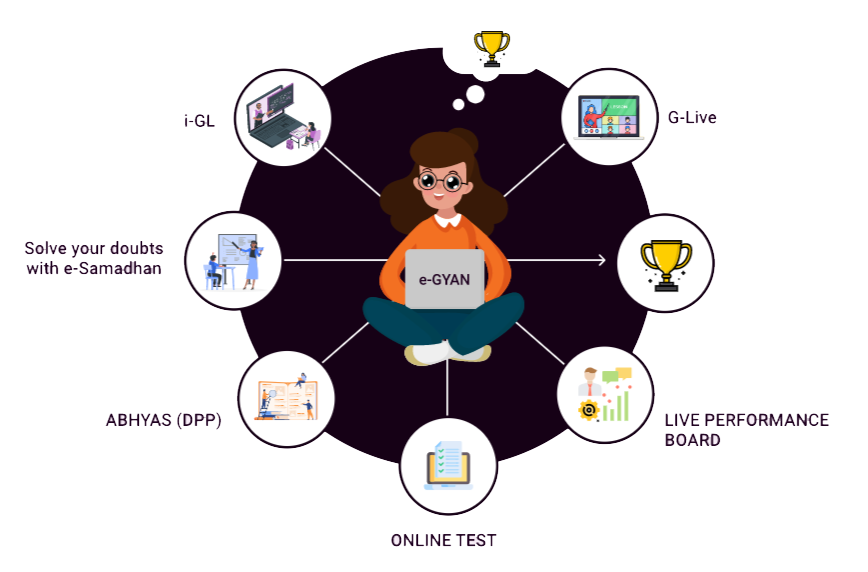 i-GL
G-Live
Solve your doubts
with e-Samadhan
e-GYAN
ABHYAS (DPP)
LIVE PERFORMANCE
BOARD
ONLINE TEST